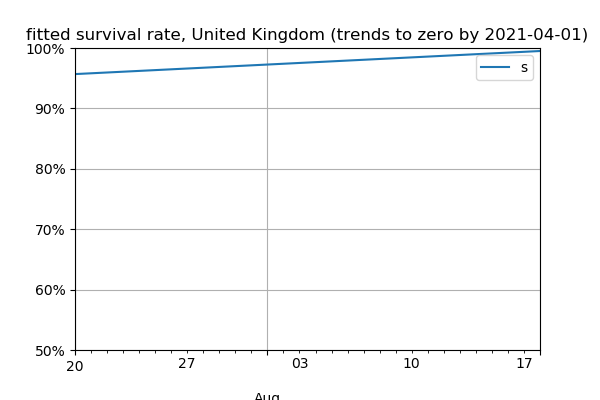 fitted survival rate, United Kingdom (trends to zero by 2021-04-01)
100%
s
90%
80%
70%
60%
50%
20 27 03 10 17
Aug